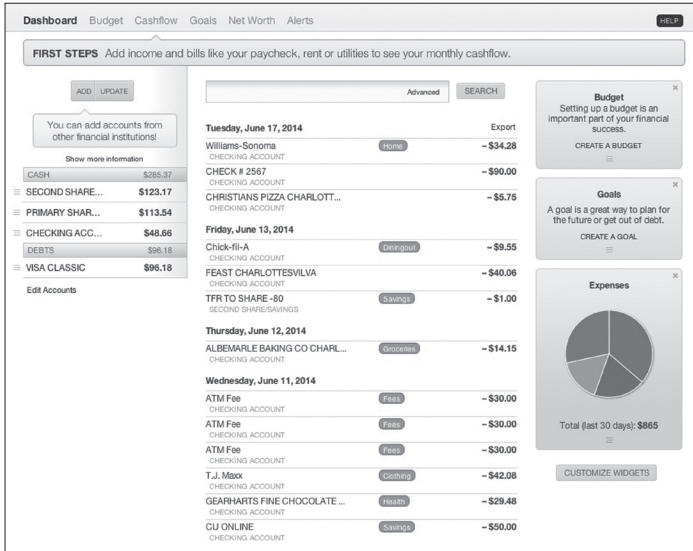 Dashboard Budget Cashflow Goals Net Worth Alerts HELP
FIRST STEPS Add income and bills like your paycheck, rent or utilities to see your monthly cashflow.
ADD UPDATE
You can add accounts from
other financial institutions!
Show more information
CASH $285.37
SECOND SHARE... $123.17
PRIMARY SHAR... $113.54
CHECKING ACC... $48.66
DEBTS $96.18
VISA CLASSIC $96.18
Edit Accounts
Advanced SEARCH
Tuesday, June 17, 2014 Export
Williams-Sonoma Home – $34.28
CHECKING ACCOUNT
CHECK # 2567 – $90.00
CHECKING ACCOUNT
CHRISTIANS PIZZA CHARLOTT... – $5.75
CHECKING ACCOUNT
Friday, June 13, 2014
Chick-fil-A Diningout – $9.55
CHECKING ACCOUNT
FEAST CHARLOTTESVILVA – $40.06
CHECKING ACCOUNT
TFR TO SHARE -80 Savings – $1.00
SECOND SHARE/SAVINGS
Thursday, June 12, 2014
ALBEMARLE BAKING CO CHARL... Groceries – $14.15
CHECKING ACCOUNT
Wednesday, June 11, 2014
ATM Fee Fees – $30.00
CHECKING ACCOUNT
ATM Fee Fees – $30.00
CHECKING ACCOUNT
ATM Fee Fees – $30.00
CHECKING ACCOUNT
T.J. Maxx Clothing – $42.08
CHECKING ACCOUNT
GEARHARTS FINE CHOCOLATE ... Health – $29.48
CHECKING ACCOUNT
CU ONLINE Savings – $50.00
CHECKING ACCOUNT
Budget
Setting up a budget is an
important part of your financial
success.
CREATE A BUDGET
Goals
A goal is a great way to plan for
the future or get out of debt.
CREATE A GOAL
Expenses
Total (last 30 days): $865
CUSTOMIZE WIDGETS